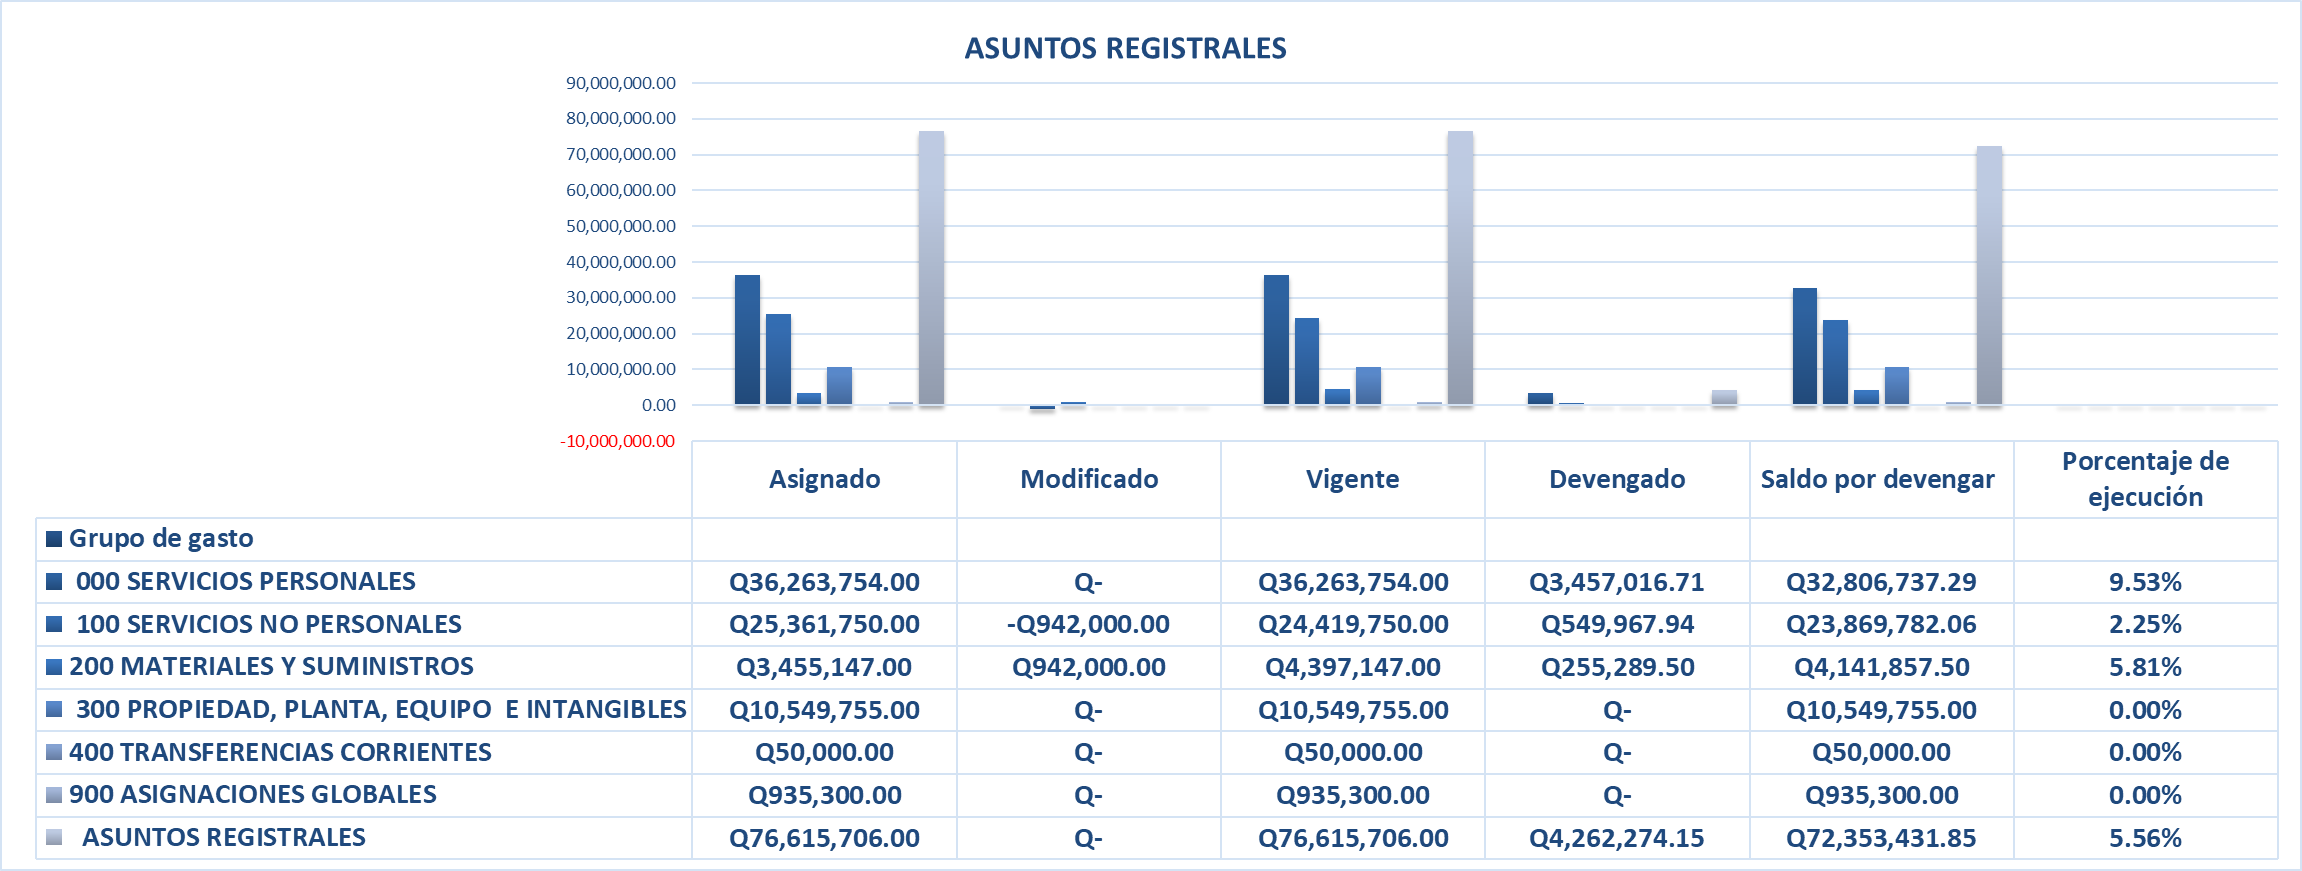 ASUNTOS REGISTRALES
90,000,000.00
80,000,000.00
70,000,000.00
60,000,000.00
50,000,000.00
40,000,000.00
30,000,000.00
20,000,000.00
10,000,000.00
0.00
-10,000,000.00
Asignado Modificado Vigente Devengado Saldo por devengar Porcentaje de ejecución
Grupo de gasto
000 SERVICIOS PERSONALES Q36,263,754.00 Q- Q36,263,754.00 Q3,457,016.71 Q32,806,737.29 9.53%
100 SERVICIOS NO PERSONALES Q25,361,750.00 -Q942,000.00 Q24,419,750.00 Q549,967.94 Q23,869,782.06 2.25%
200 MATERIALES Y SUMINISTROS Q3,455,147.00 Q942,000.00 Q4,397,147.00 Q255,289.50 Q4,141,857.50 5.81%
300 PROPIEDAD, PLANTA, EQUIPO E INTANGIBLES Q10,549,755.00 Q- Q10,549,755.00 Q- Q10,549,755.00 0.00%
400 TRANSFERENCIAS CORRIENTES Q50,000.00 Q- Q50,000.00 Q- Q50,000.00 0.00%
900 ASIGNACIONES GLOBALES Q935,300.00 Q- Q935,300.00 Q- Q935,300.00 0.00%
ASUNTOS REGISTRALES Q76,615,706.00 Q- Q76,615,706.00 Q4,262,274.15 Q72,353,431.85 5.56%